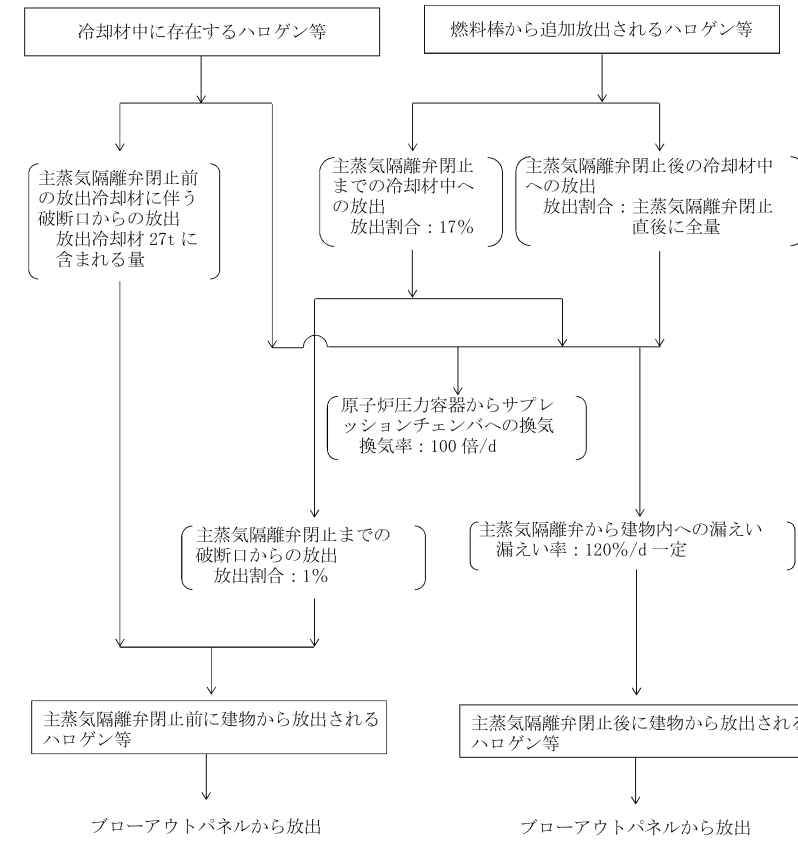 冷却材中に存在するハロゲン等
燃料棒から追加放出されるハロゲン等
主蒸気隔離弁閉止前
の放出冷却材に伴う
破断口からの放出
放出冷却材 27t に
含まれる量
主蒸気隔離弁閉止
までの冷却材中へ
の放出
放出割合:17%
主蒸気隔離弁閉止後の冷却材中
への放出
放出割合:主蒸気隔離弁閉止
直後に全量
原子炉圧力容器からサプレ
ッションチェンバへの換気
換気率:100 倍/d
主蒸気隔離弁閉止までの
破断口からの放出
放出割合:1%
主蒸気隔離弁から建物内への漏えい
漏えい率:120%/d 一定
主蒸気隔離弁閉止前に建物から放出される
ハロゲン等
主蒸気隔離弁閉止後に建物から放出される
ハロゲン等
ブローアウトパネルから放出
ブローアウトパネルから放出